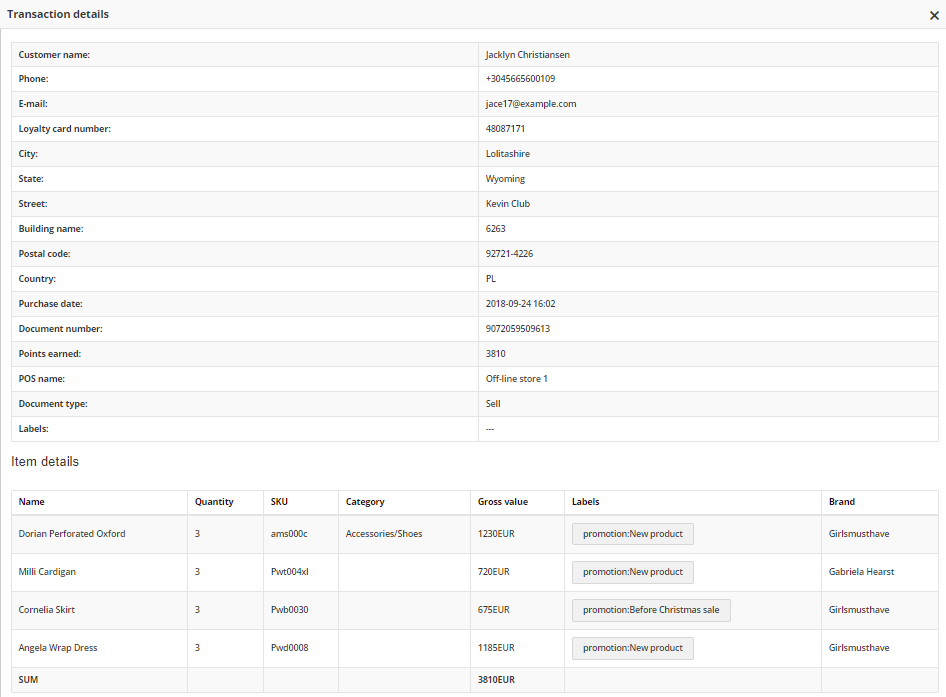 Transaction details
Customer name: Jacklyn Christiansen
Phone: +3045665600109
E-mail: jace17@example.com
Loyalty card number: 48087171
City: Lolitashire
State: Wyoming
Street: Kevin Club
Building name: 6263
Postal code: 92721-4226
Country: PL
Purchase date: 2018-09-24 16:02
Document number: 9072059509613
Points earned: 3810
POS name: Off-line store 1
Document type: Sell
Labels: ---
Item details
Name Quantity SKU Category Gross value Labels Brand
Dorian Perforated Oxford 3 ams000c Accessories/Shoes 1230EUR promotion:New product Girlsmusthave
Milli Cardigan 3 Pwt004xl 720EUR promotion:New product Gabriela Hearst
Cornelia Skirt 3 Pwb0030 675EUR promotion:Before Christmas sale Girlsmusthave
Angela Wrap Dress 3 Pwd0008 1185EUR promotion:New product Girlsmusthave
SUM 3810EUR